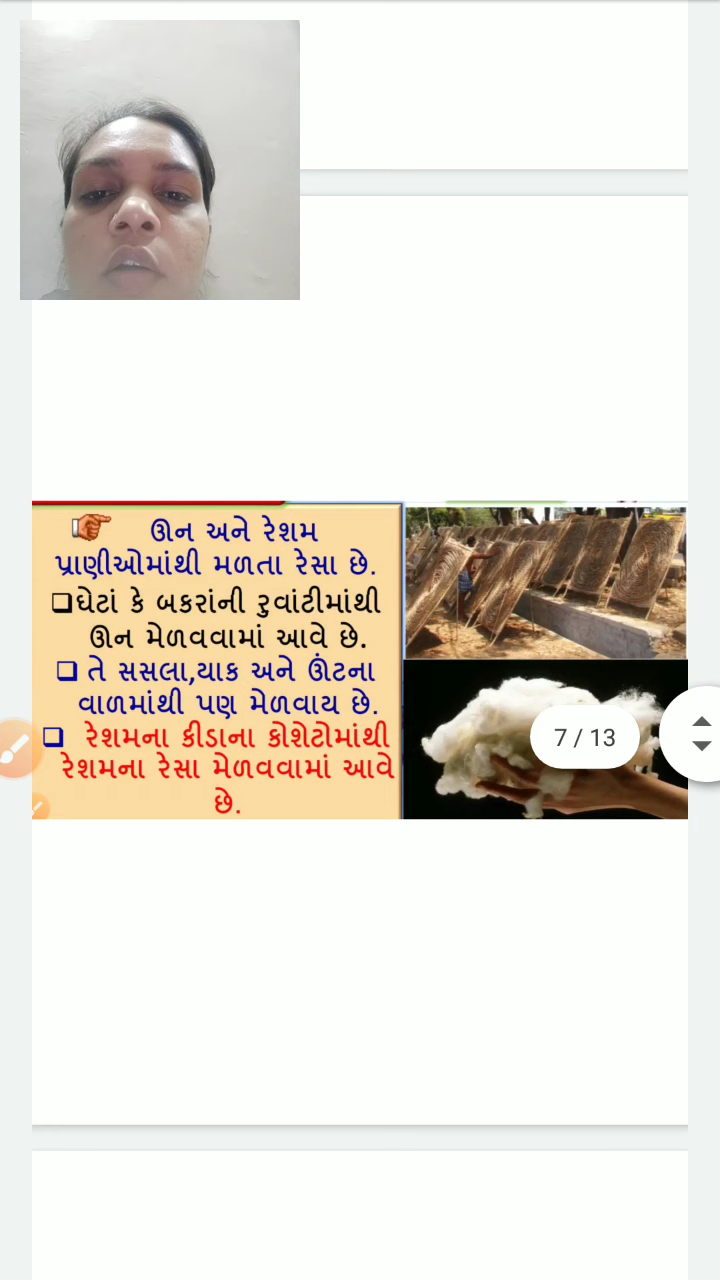 ઊન અને રેશમ
પ્રાણીઓમાંથી મળતા રેસા છે.
ઘેટાં કે બકરાંની રુવાંટીમાંથી
ઊન મેળવવામાં આવે છે.
તે સસલા,યાક અને ઊંટના
વાળમાંથી પણ મેળવાય છે.
રેશમના કીડાના કોશેટોમાંથી
રેશમના રેસા મેળવવામાં આવે
છે.
7 / 13